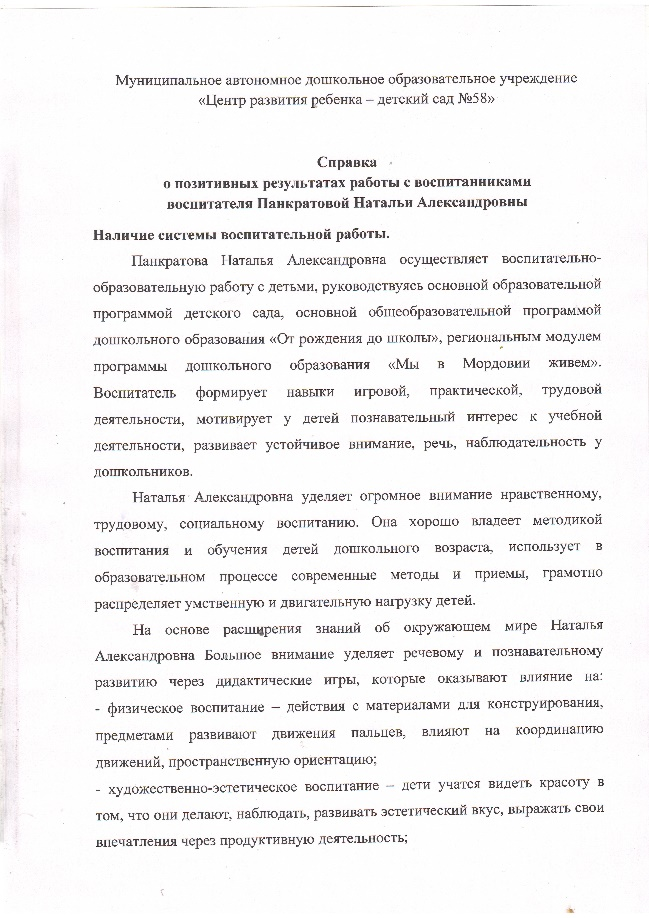 Муниципальное автономное дошкольное образовательное учреждение
«Центр развития ребенка – детский сад №58»
Справка
о позитивных результатах работы с воспитанниками
воспитателя Панкратовой Натальи Александровны
Наличие системы воспитательной работы.
Панкратова Наталья Александровна осуществляет воспитательно-
образовательную работу с детьми, руководствуясь основной образовательной
программой детского сада, основной общеобразовательной программой
дошкольного образования «От рождения до школы», региональным модулем
программы дошкольного образования «Мы в Мордовии живем».
Воспитатель формирует навыки игровой, практической, трудовой
деятельности, мотивирует у детей познавательный интерес к учебной
деятельности, развивает устойчивое внимание, речь, наблюдательность у
дошкольников.
Наталья Александровна уделяет огромное внимание нравственному,
трудовому, социальному воспитанию. Она хорошо владеет методикой
воспитания и обучения детей дошкольного возраста, использует в
образовательном процессе современные методы и приемы, грамотно
распределяет умственную и двигательную нагрузку детей.
На основе расширения знаний об окружающем мире Наталья
Александровна Большое внимание уделяет речевому и познавательному
развитию через дидактические игры, которые оказывают влияние на:
- физическое воспитание – действия с материалами для конструирования,
предметами развивают движения пальцев, влияют на координацию
движений, пространственную ориентацию;
- художественно-эстетическое воспитание – дети учатся видеть красоту в
том, что они делают, наблюдать, развивать эстетический вкус, выражать свои
впечатления через продуктивную деятельность;